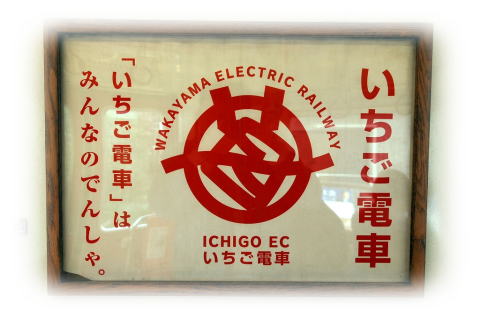 いちご電車
WAKAYAMA ELECTRIC RAILWAY
ICHIGO EC
いちご電車
「いちご電車」は
みんなのでんしゃ。